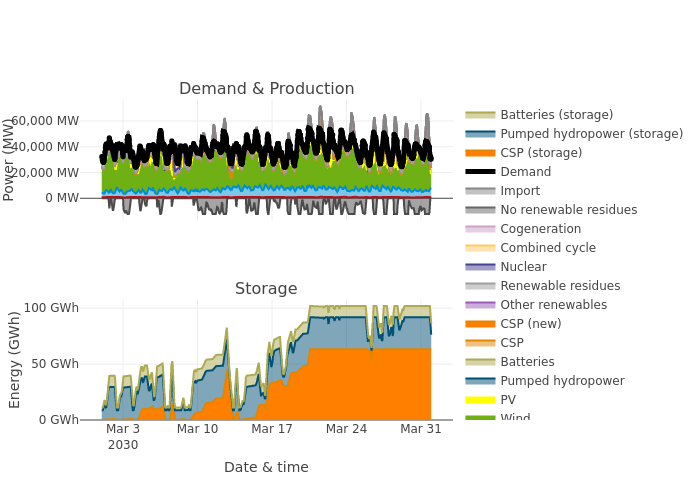 Demand & Production
Power (MW)
60,000 MW
40,000 MW
20,000 MW
0 MW
Storage
Energy (GWh)
100 GWh
50 GWh
0 GWh
Mar 3
2030
Mar 10
Mar 17
Mar 24
Mar 31
Date & time
Batteries (storage)
Pumped hydropower (storage)
CSP (storage)
Demand
Import
No renewable residues
Cogeneration
Combined cycle
Nuclear
Renewable residues
Other renewables
CSP (new)
CSP
Batteries
Pumped hydropower
PV
Wind